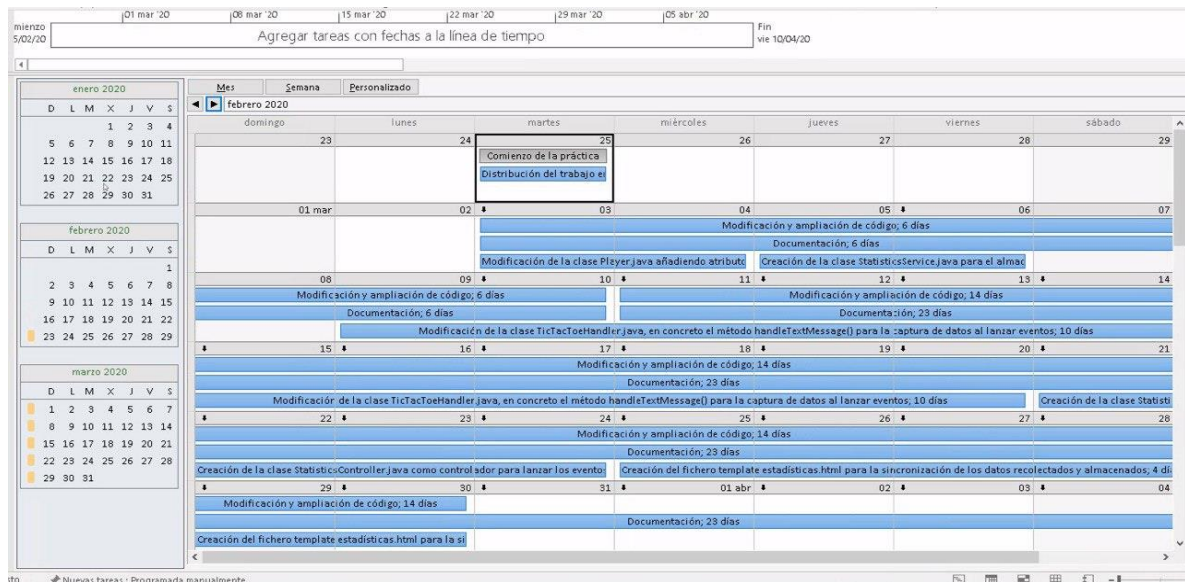 01 mar '20 08 mar '20 15 mar '20 22 mar '20 29 mar '20 05 abr '20
mienzo
5/02/20
Agregar tareas con fechas a la línea de tiempo
Fin
vie 10/04/20
enero 2020
D L M X J V S
1 2 3 4
5 6 7 8 9 10 11
12 13 14 15 16 17 18
19 20 21 22 23 24 25
26 27 28 29 30 31
febrero 2020
D L M X J V S
1
2 3 4 5 6 7 8
9 10 11 12 13 14 15
16 17 18 19 20 21 22
23 24 25 26 27 28 29
marzo 2020
D L M X J V S
1 2 3 4 5 6 7
8 9 10 11 12 13 14
15 16 17 18 19 20 21
22 23 24 25 26 27 28
29 30 31
Mes Semana Personalizado
febrero 2020
domingo lunes martes miércoles jueves viernes sábado
23 24 25 26 27 28 29
Comienzo de la práctica
Distribución del trabajo e
01 mar 02 03 04 05 06 07
Modificación y ampliación de código; 6 días
Documentación; 6 días
Modificación de la clase Player.java añadiendo atributo Creación de la clase StatisticsService.java para el almac
08 09 10 11 12 13 14
Modificación y ampliación de código; 6 días Modificación y ampliación de código; 14 días
Documentación; 6 días Documentación; 23 días
Modificación de la clase TicTacToeHandler.java, en concreto el método handleTextMessage() para la captura de datos al lanzar eventos; 10 días
15 16 17 18 19 20 21
Modificación y ampliación de código; 14 días
Documentación; 23 días
Modificación de la clase TicTacToeHandler.java, en concreto el método handleTextMessage() para la captura de datos al lanzar eventos; 10 días Creación de la clase Statisti
22 23 24 25 26 27 28
Modificación y ampliación de código; 14 días
Documentación; 23 días
Creación de la clase StatisticsController.java como controlador para lanzar los evento Creación del fichero template estadísticas.html para la sincronización de los datos recolectados y almacenados; 4 dí
29 30 31 01 abr 02 03 04
Modificación y ampliación de código; 14 días
Documentación; 23 días
Creación del fichero template estadísticas.html para la si
sto Nuevas tareas : Programada manualmente